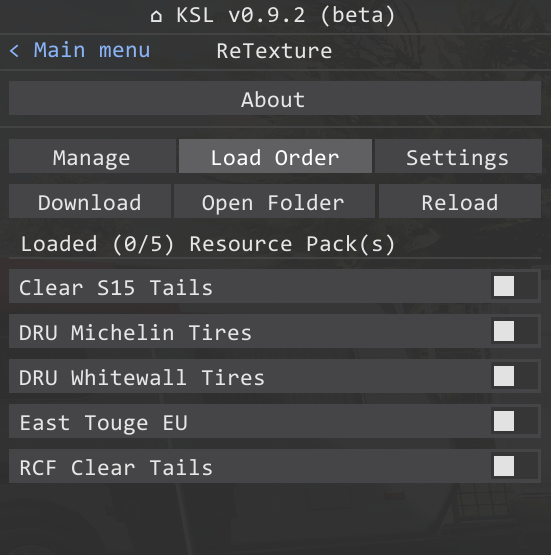 ⌂ KSL v0.9.2 (beta)
< Main menu ReTexture
About
Manage Load Order Settings
Download Open Folder Reload
Loaded (0/5) Resource Pack(s)
Clear S15 Tails
DRU Michelin Tires
DRU Whitewall Tires
East Touge EU
RCF Clear Tails